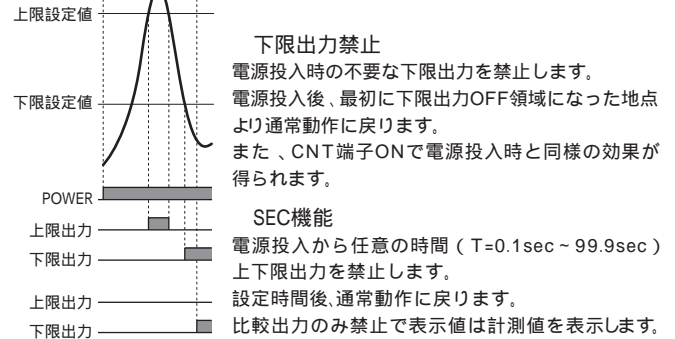 上限設定値
下限設定値
POWER
上限出力
下限出力
上限出力
下限出力
下限出力禁止
電源投入時の不要な下限出力を禁止します。
電源投入後、最初に下限出力OFF領域になった地点
より通常動作に戻ります。
また 、CNT端子ONで電源投入時と同様の効果が
得られます。
SEC機能
電源投入から任意の時間(T=0.1sec~99.9sec)
上下限出力を禁止します。
設定時間後、通常動作に戻ります。
比較出力のみ禁止で表示値は計測値を表示します。